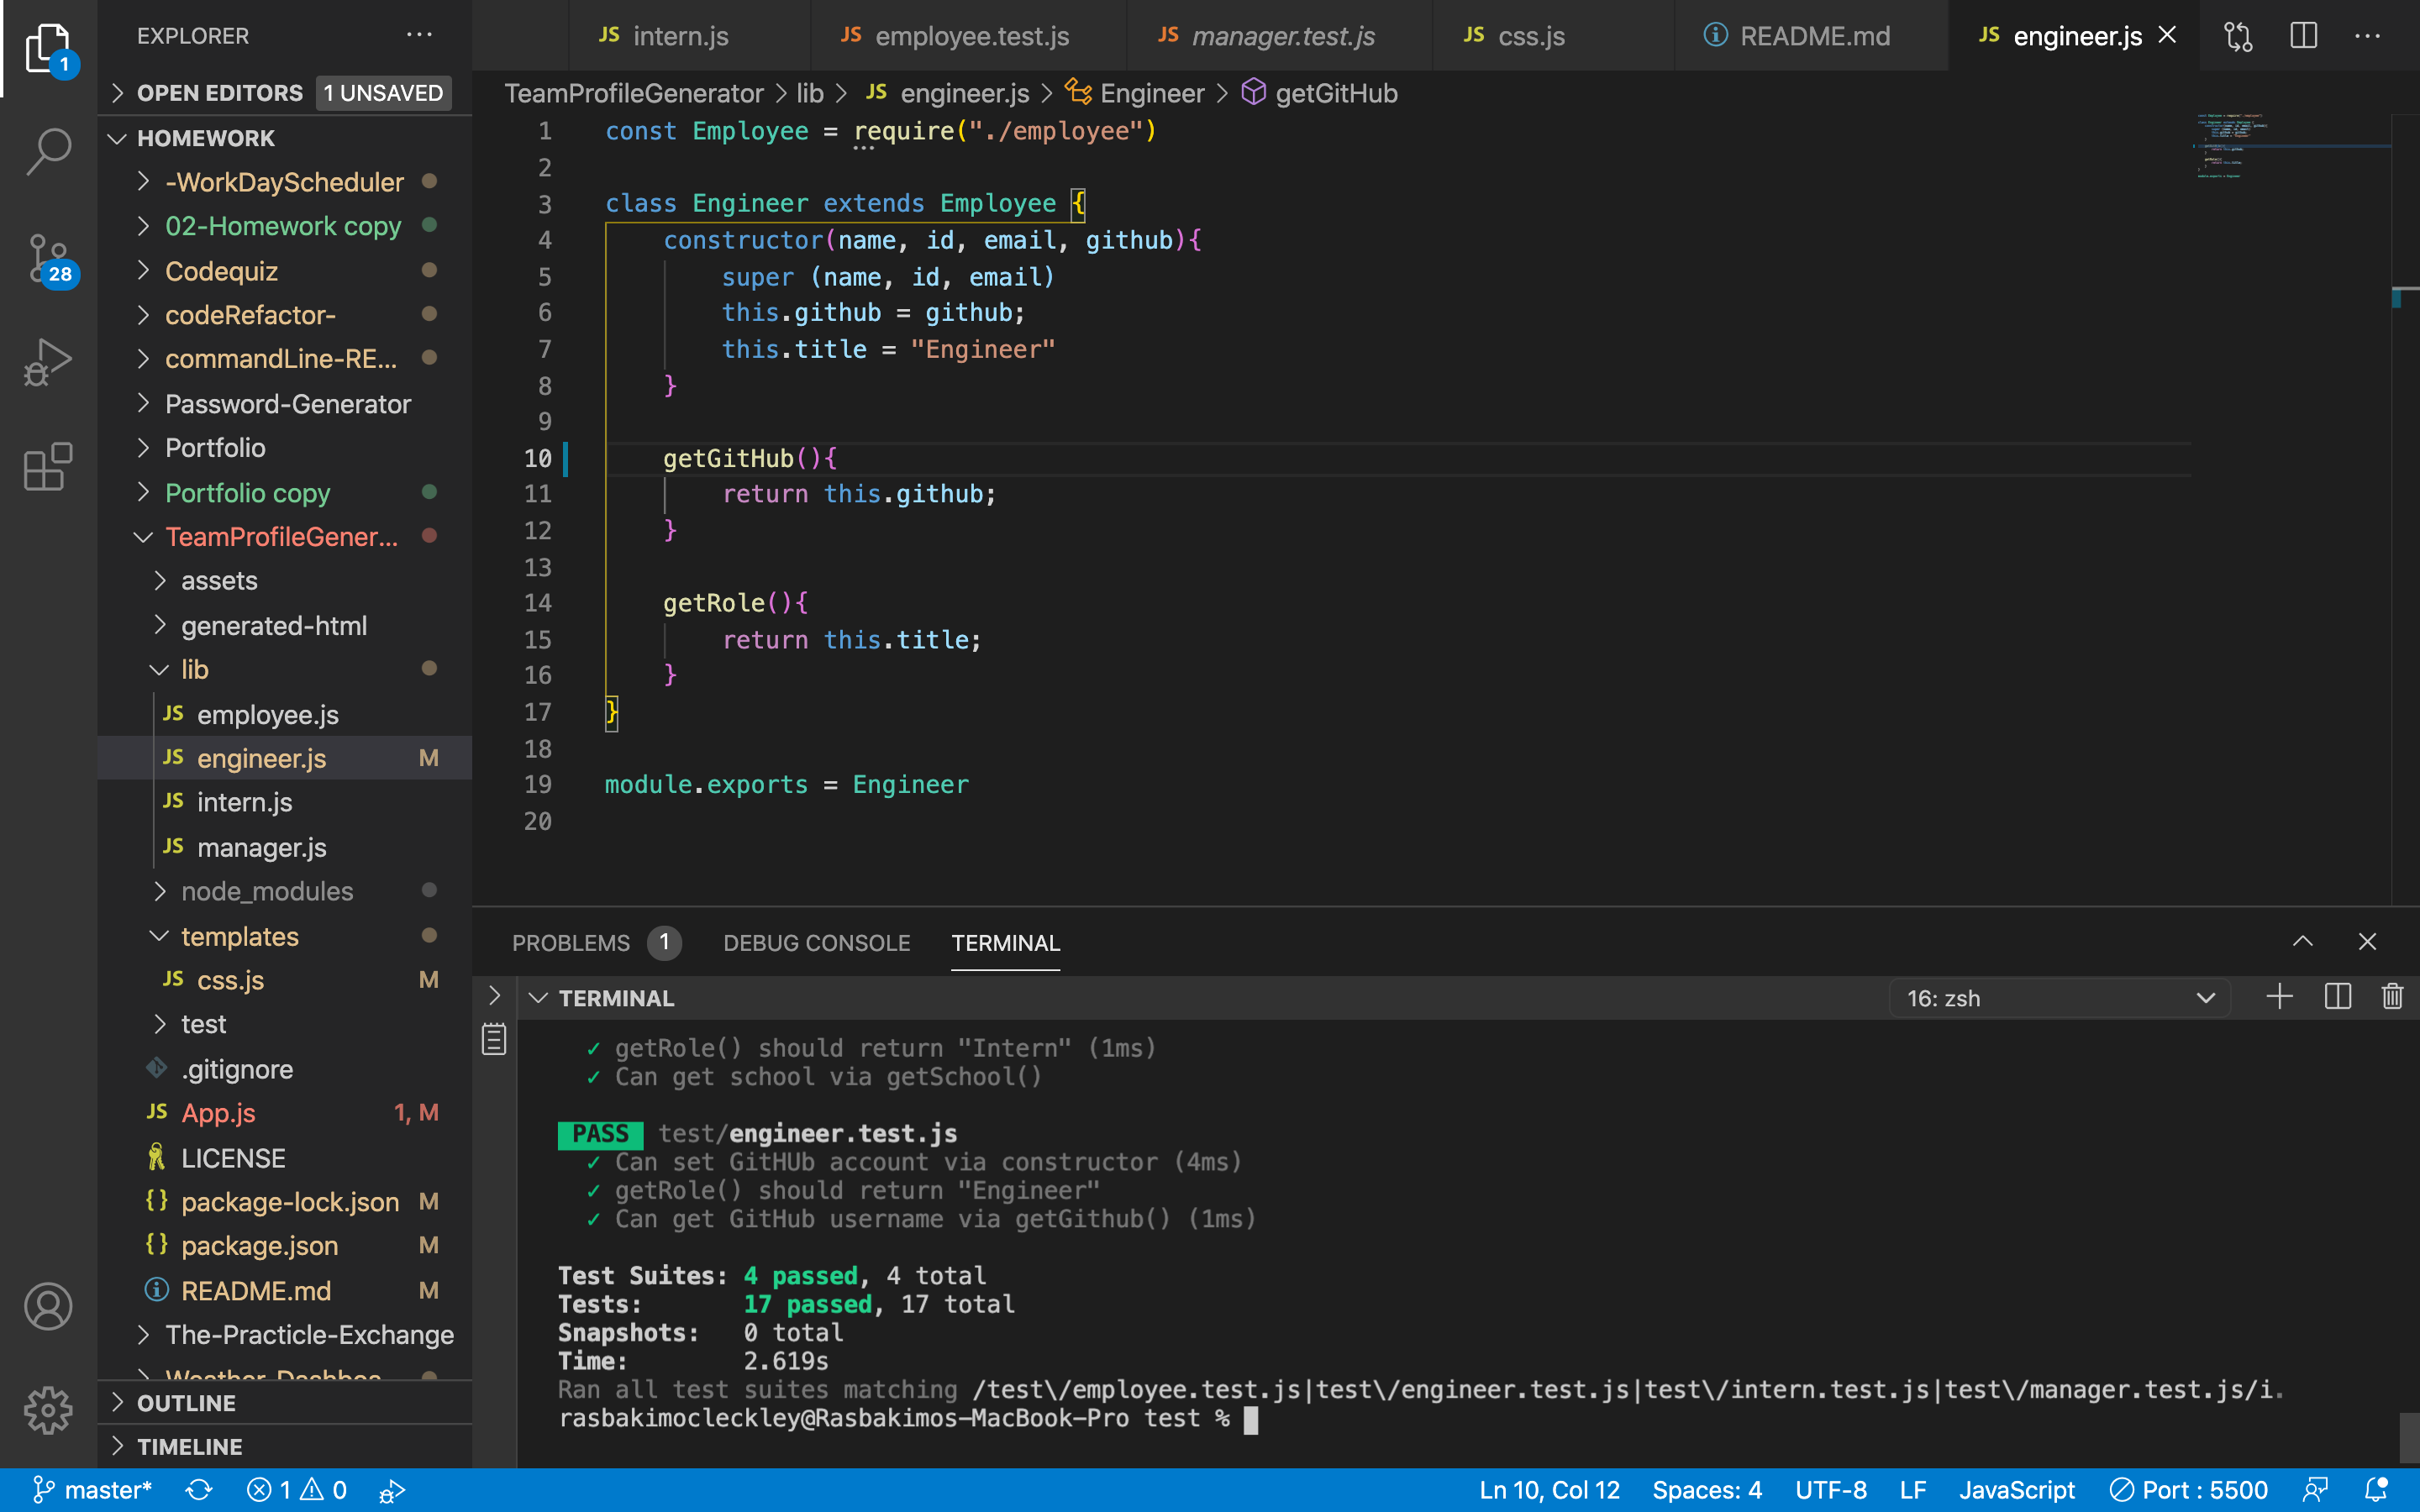 EXPLORER
intern.js
employee.test.js
manager.test.js
css.js
README.md
engineer.js
1
OPEN EDITORS 1 UNSAVED
TeamProfileGenerator > lib > JS engineer.js > Engineer > getGitHub
HOMEWORK
-WorkDayScheduler
02-Homework copy
28
Codequiz
codeRefactor-
commandLine-RE...
Password-Generator
Portfolio
Portfolio copy
TeamProfileGener...
assets
generated-html
lib
JS employee.js
JS engineer.js M
JS intern.js
JS manager.js
node_modules
templates
JS css.js M
test
.gitignore
JS App.js 1, M
LICENSE
{} package-lock.json M
{} package.json M
README.md M
The-Practicle-Exchange
OUTLINE
TIMELINE
1 const Employee = require("./employee")
2
3 class Engineer extends Employee {
4 constructor(name, id, email, github){
5 super (name, id, email)
6 this.github = github;
7 this.title = "Engineer"
8 }
9
10 getGitHub(){
11 return this.github;
12 }
13
14 getRole(){
15 return this.title;
16 }
17 }
18
19 module.exports = Engineer
20
PROBLEMS 1 DEBUG CONSOLE TERMINAL
TERMINAL 16: zsh
✓ getRole() should return "Intern" (1ms)
✓ Can get school via getSchool()
PASS test/engineer.test.js
✓ Can set GitHUb account via constructor (4ms)
✓ getRole() should return "Engineer"
✓ Can get GitHub username via getGithub() (1ms)
Test Suites: 4 passed, 4 total
Tests: 17 passed, 17 total
Snapshots: 0 total
Time: 2.619s
Ran all test suites matching /test\/employee.test.js|test\/engineer.test.js|test\/intern.test.js|test\/manager.test.js/i.
rasbakimocleckley@Rasbakimos-MacBook-Pro test %
master* 1 0 Ln 10, Col 12 Spaces: 4 UTF-8 LF JavaScript Port : 5500